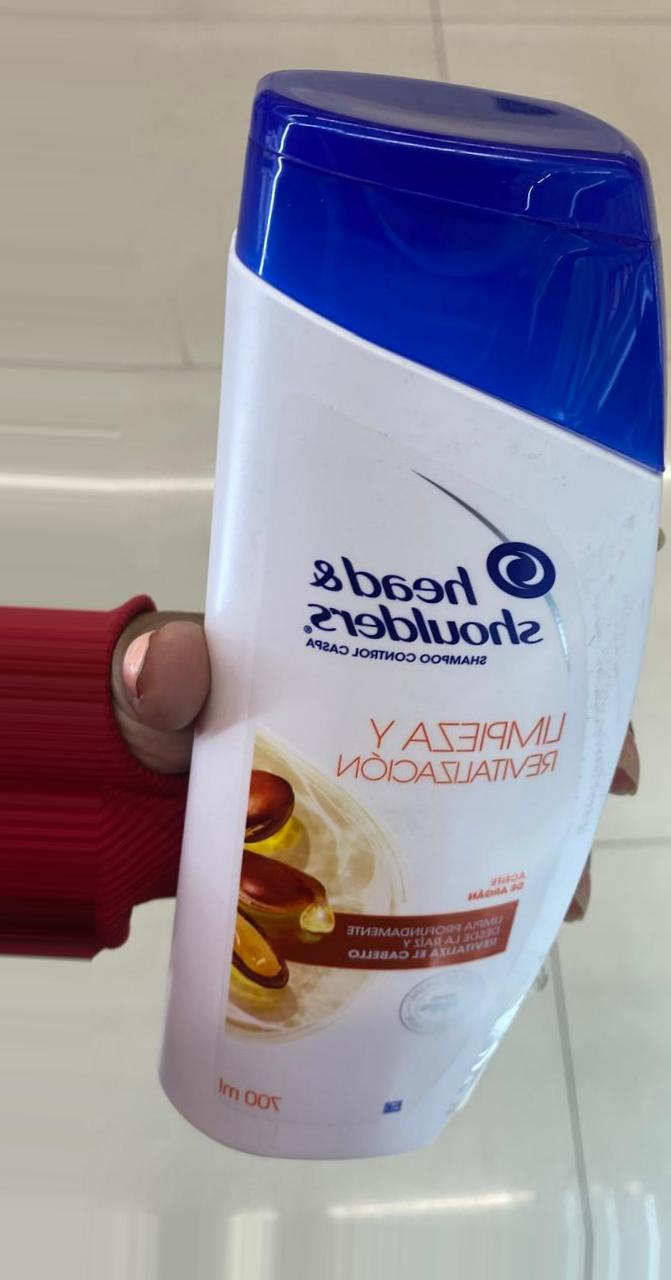 head &
shoulders®
SHAMPOO CONTROL CASPA
LIMPIEZA Y
REVITALIZACIÓN
ACEITE
DE ARGÁN
LIMPIA PROFUNDAMENTE
DESDE LA RAÍZ Y
REVITALIZA EL CABELLO
700 ml